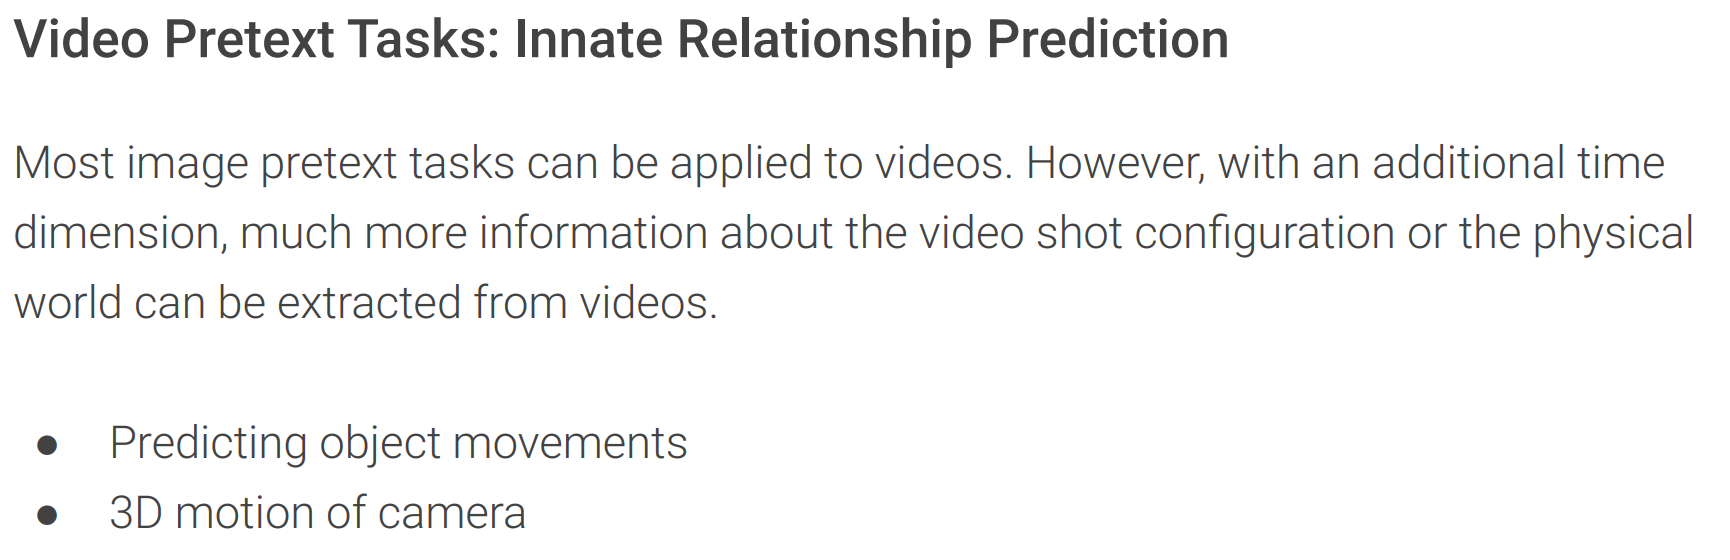 Video Pretext Tasks: Innate Relationship Prediction
Most image pretext tasks can be applied to videos. However, with an additional time
dimension, much more information about the video shot configuration or the physical
world can be extracted from videos.
● Predicting object movements
● 3D motion of camera